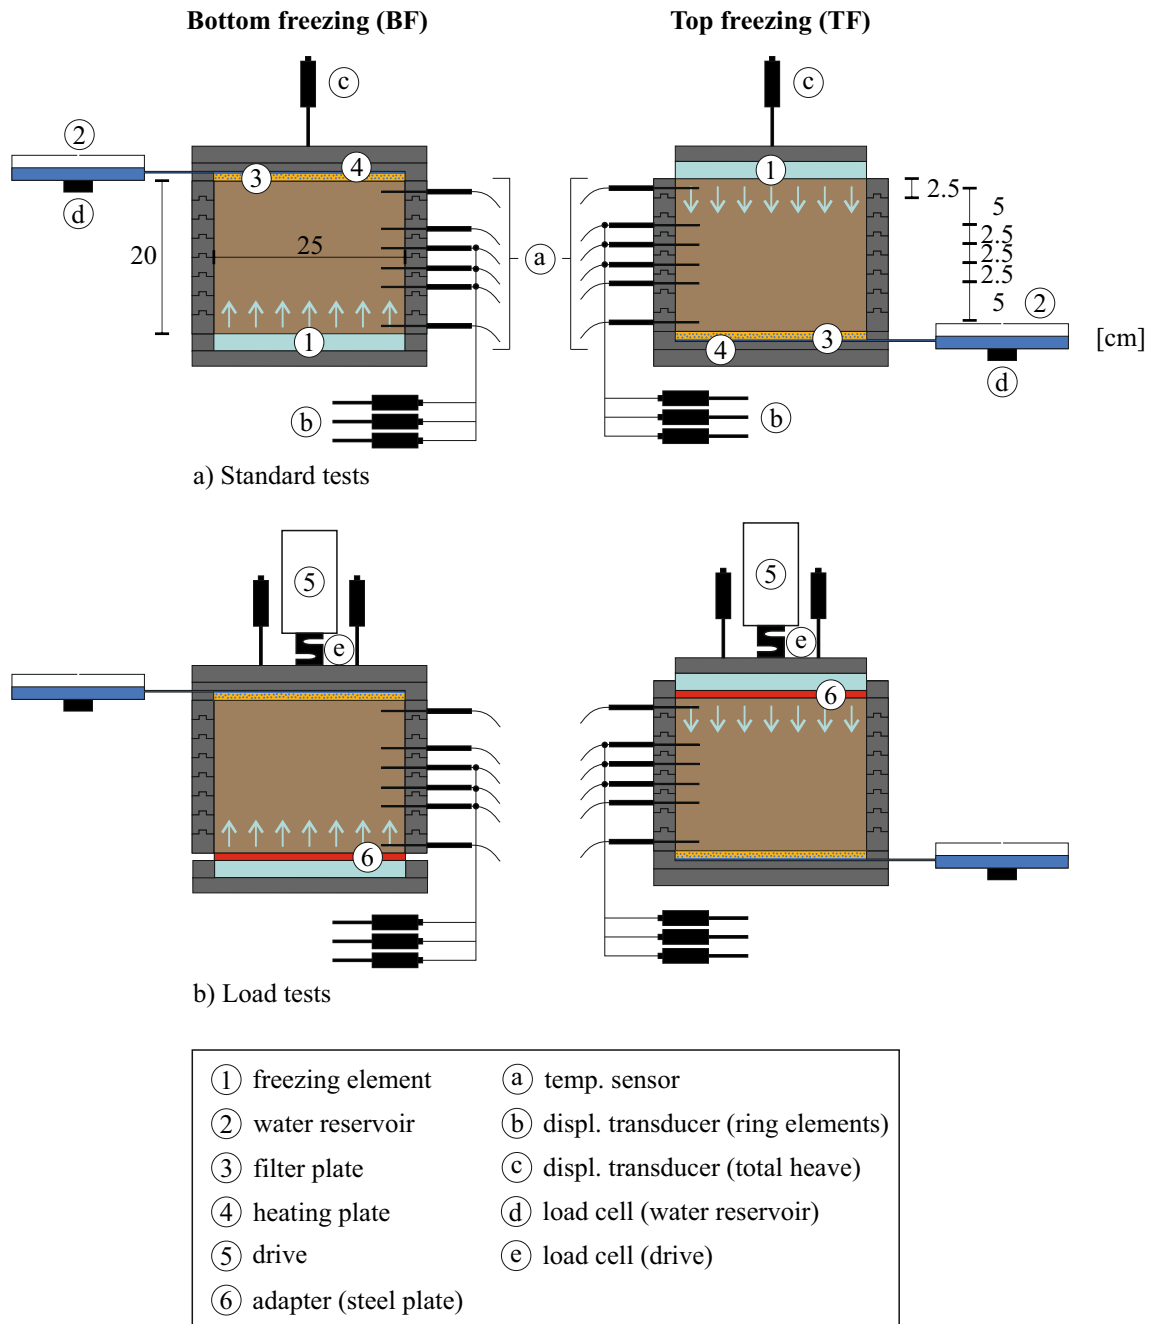 Bottom freezing (BF)
Top freezing (TF)
c
c
2
4
3
1
d
2.5
5
2.5
2.5
2.5
5
20
25
a
2
1
3
4
[cm]
d
b
b
a) Standard tests
5
5
e
e
6
6
b) Load tests
1 freezing element
2 water reservoir
3 filter plate
4 heating plate
5 drive
6 adapter (steel plate)
a temp. sensor
b displ. transducer (ring elements)
c displ. transducer (total heave)
d load cell (water reservoir)
e load cell (drive)